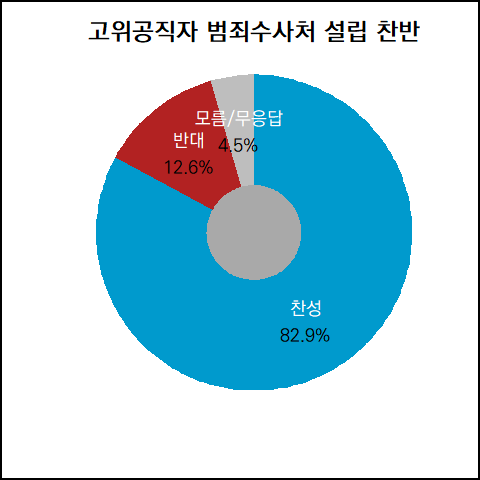 고위공직자 범죄수사처 설립 찬반
모름/무응답
4.5%
반대
12.6%
찬성
82.9%